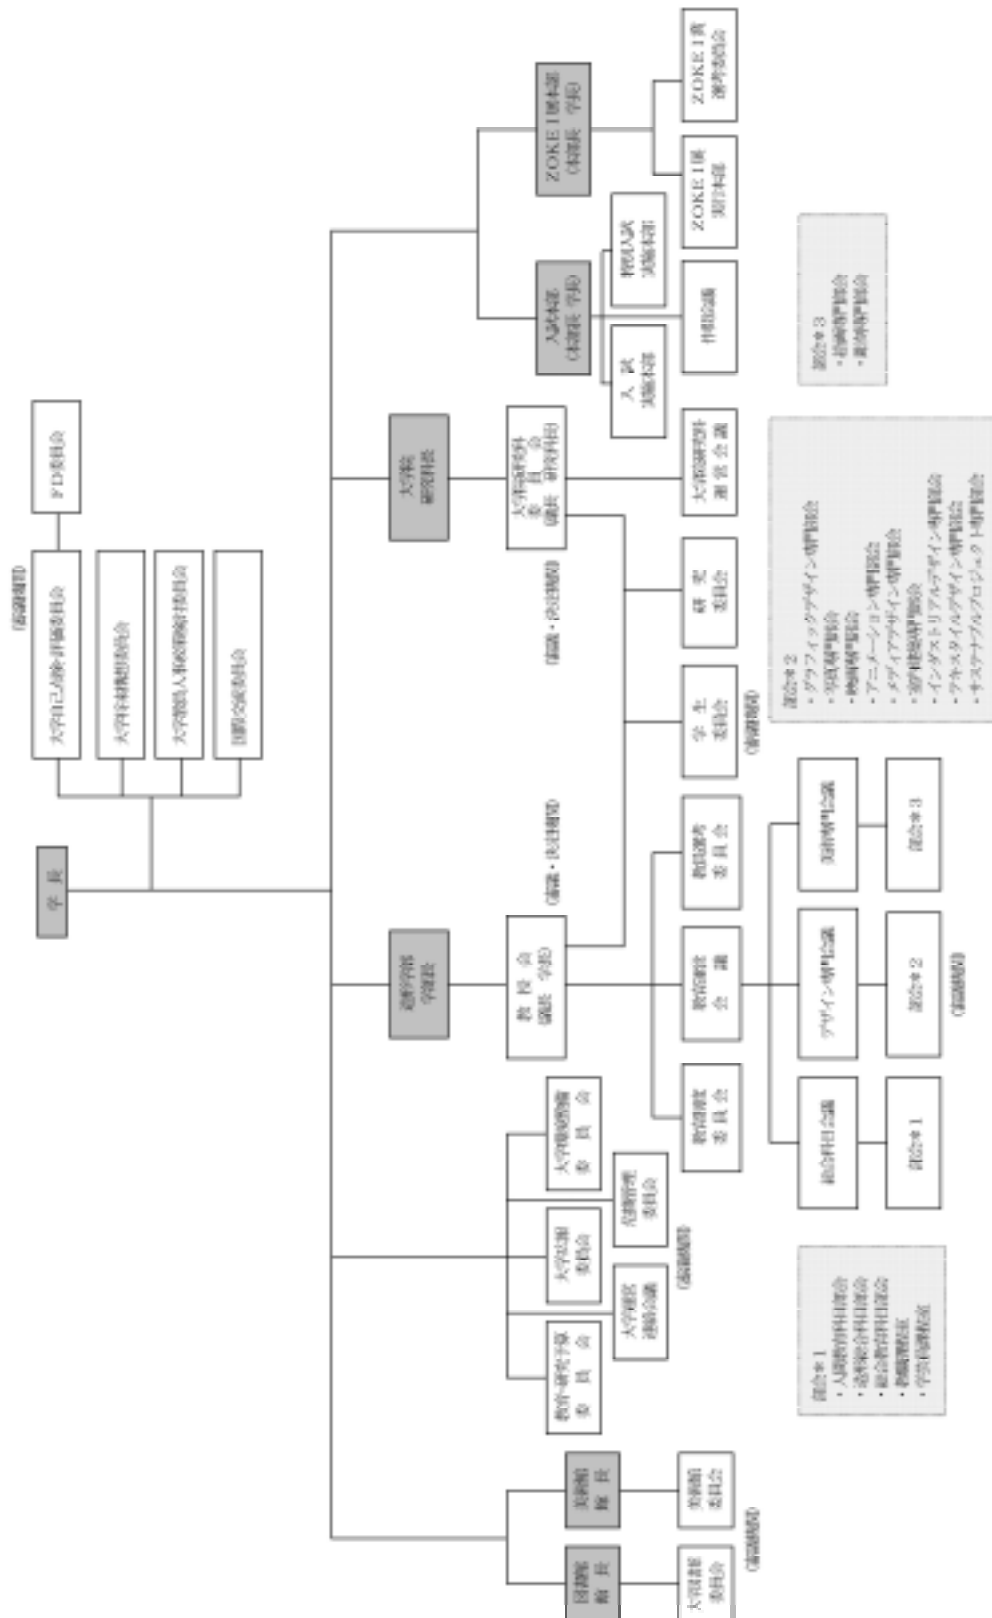 学 長
(審議機関)
大学自己点検・評価委員会
FD委員会
大学将来構想委員会
大学教員人事政策検討委員会
国際交流委員会
図書館
館 長
大学図書館
委員会
美術館
館 長
美術館
委員会
(審議機関)
教育・研究予算
委 員 会
大学運営
連絡会議
大学広報
委員会
危機管理
委員会
大学環境整備
委 員 会
(審議機関)
造形学部
学部長
教 授 会
(議長 学長)
(審議・決定機関)
教育制度
委 員 会
教育運営
会 議
教員選考
委 員 会
学 生
委員会
(審議機関)
研 究
委員会
総合科目会議
デザイン専門会議
美術専門会議
部会*1
部会*2
部会*3
(審議機関)
大学院
研究科長
大学院研究科
委 員 会
(議長 研究科長)
(審議・決定機関)
大学院研究科
運営会議
入試本部
(本部長 学長)
入 試
実施本部
特別入試
実施本部
作問会議
ZOKEI展本部
(本部長 学長)
ZOKEI展
実行本部
ZOKEI賞
選考委員会
部会*1
・人間教育科目部会
・造形総合科目部会
・総合教育科目部会
・教職課程室
・学芸員課程室
部会*2
・グラフィックデザイン専門部会
・写真専門部会
・映画専門部会
・アニメーション専門部会
・メディアデザイン専門部会
・室内建築専門部会
・インダストリアルデザイン専門部会
・テキスタイルデザイン専門部会
・サステナブルプロジェクト専門部会
部会*3
・絵画専門部会
・彫刻専門部会